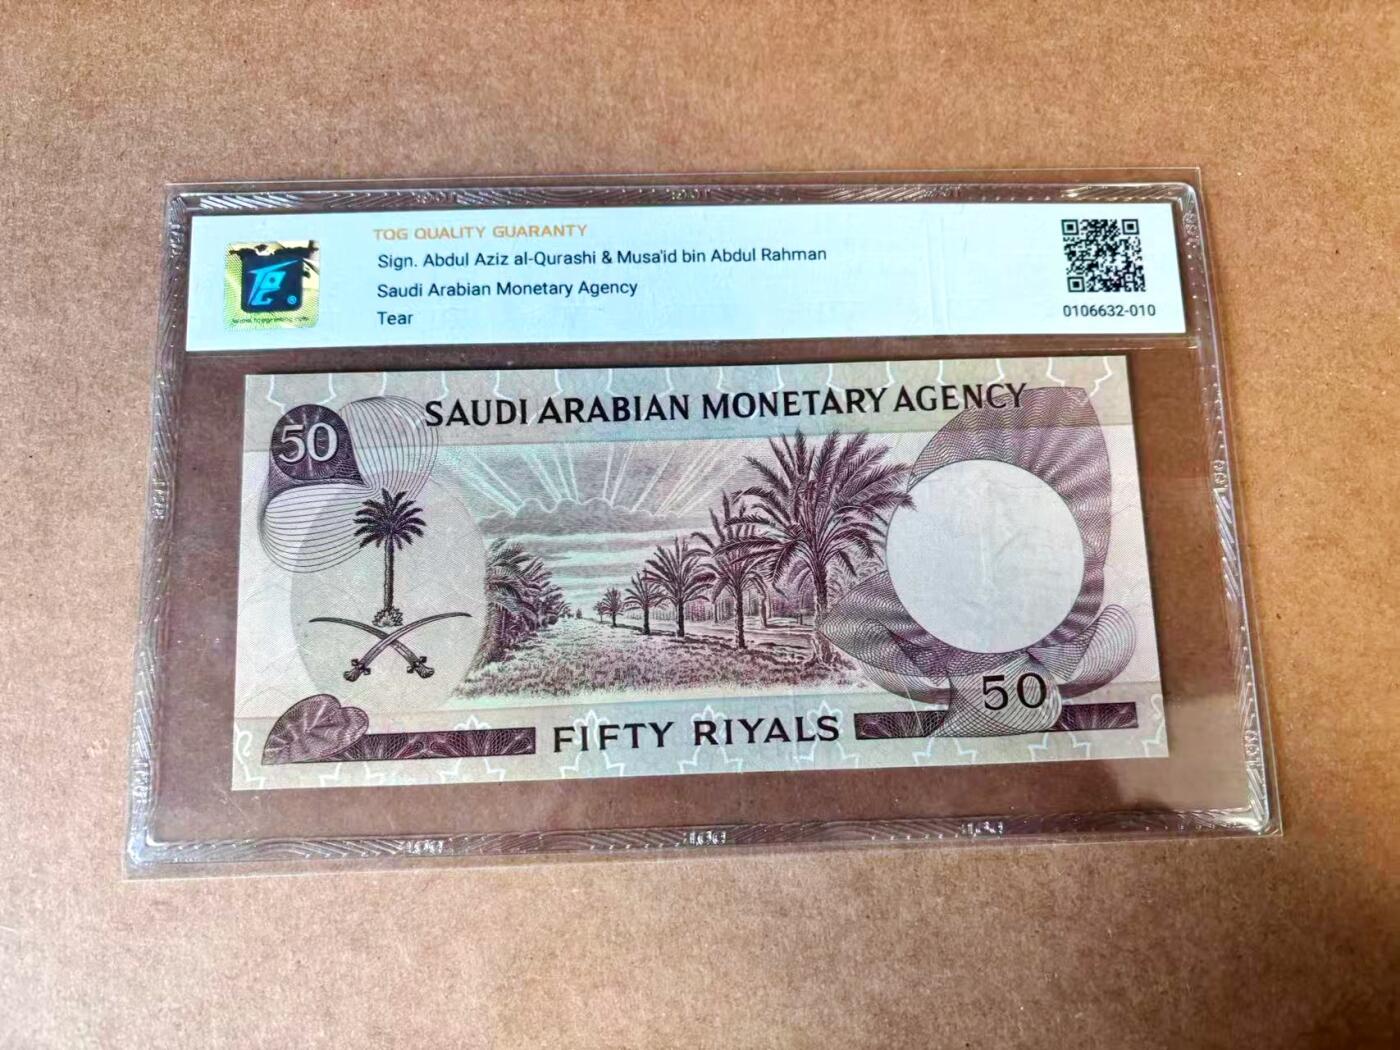 TQG QUALITY GUARANTY
Sign. Abdul Aziz al-Qurashi & Musa'id bin Abdul Rahman
Saudi Arabian Monetary Agency
Tear
0106632-010
SAUDI ARABIAN MONETARY AGENCY
50
50
FIFTY RIYALS